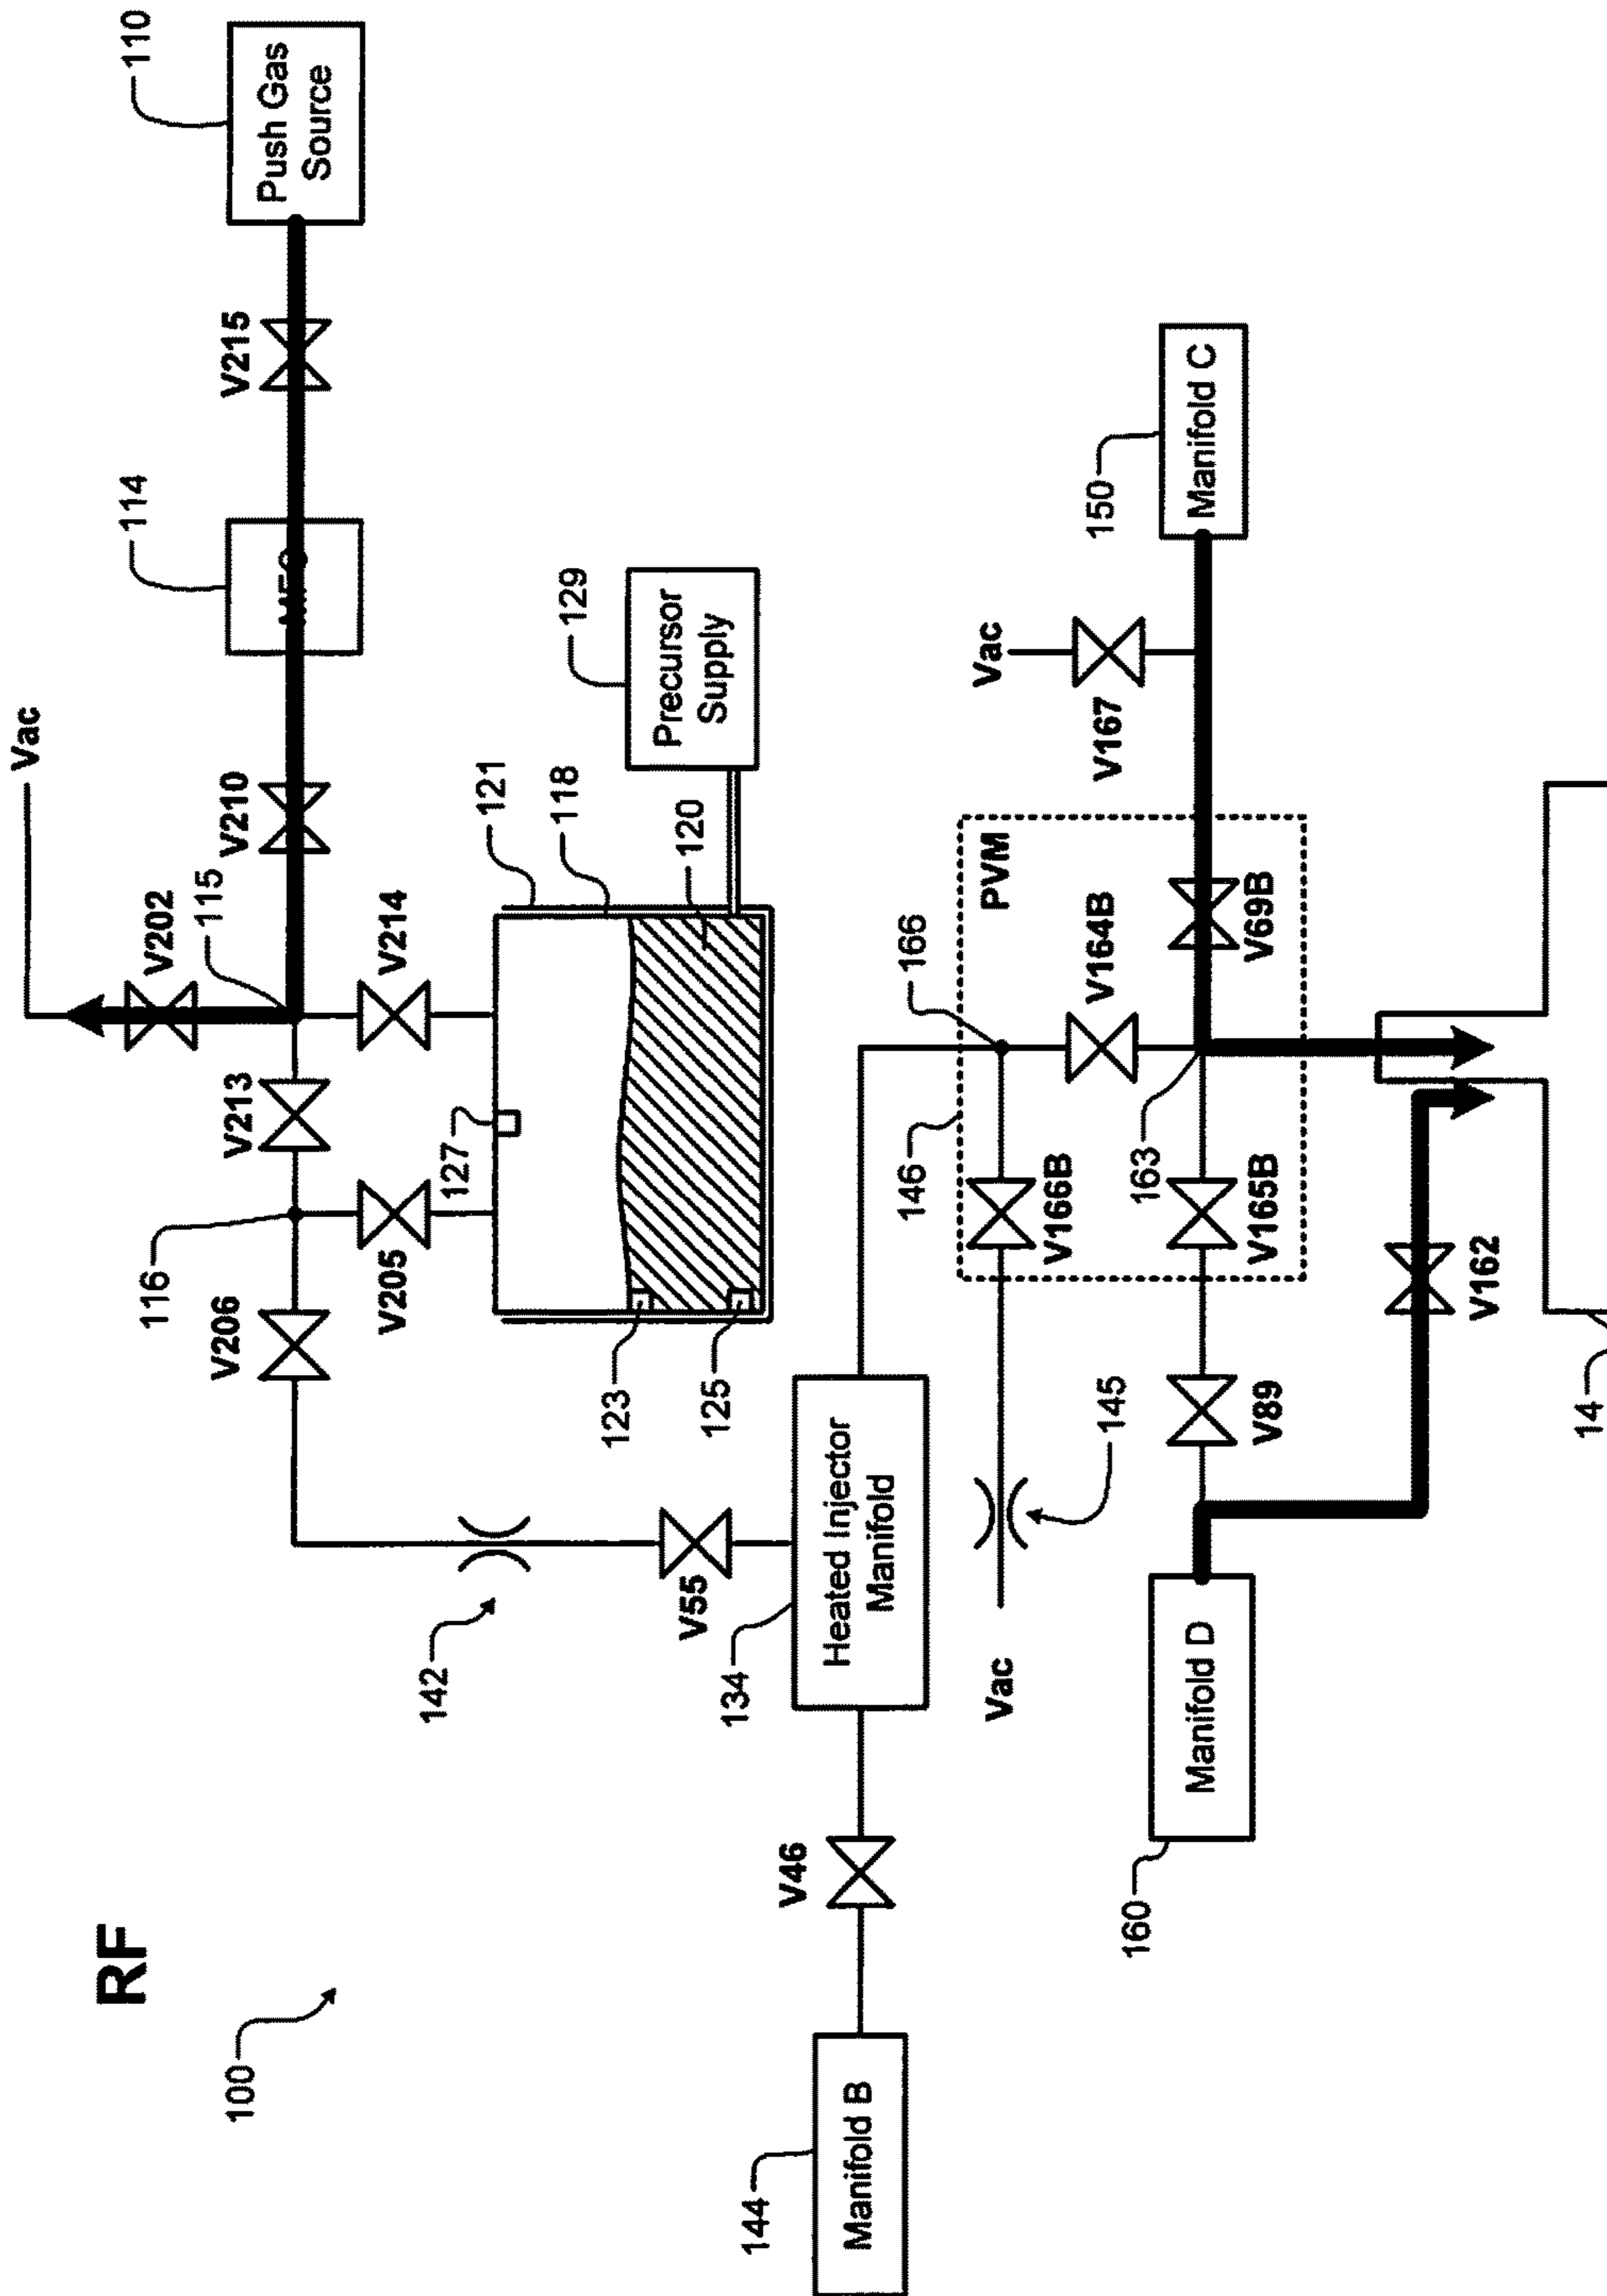 Vac
RF
114
110
V202
115
V206
V213
V210
V215
100
Push Gas
Source
116
V205
V214
142
127
121
118
129
123
120
Precursor
Supply
V55
125
134
144
V46
Heated Injector
Manifold
Manifold B
166
146
Vac
PVM
Vac
V166B
V164B
150
V167
145
163
160
Manifold D
Manifold C
V89
V165B
V69B
V162
14